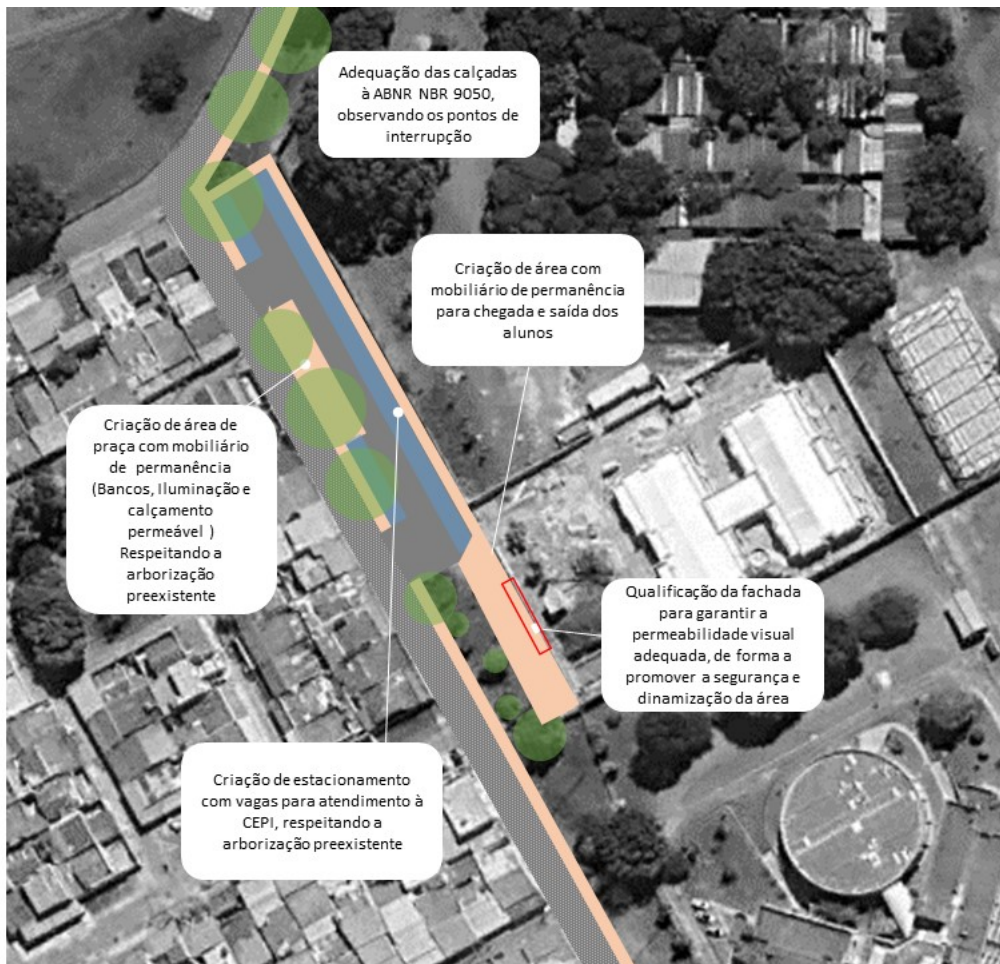 Adequação das calçadas
à ABNR NBR 9050,
observando os pontos de
interrupção
Criação de área com
mobiliário de permanência
para chegada e saída dos
alunos
Criação de área de
praça com mobiliário
de permanência
(Bancos, Iluminação e
calçamento
permeável )
Respeitando a
arborização
preexistente
Qualificação da fachada
para garantir a
permeabilidade visual
adequada, de forma a
promover a segurança e
dinamização da área
Criação de estacionamento
com vagas para atendimento à
CEPI, respeitando a
arborização preexistente